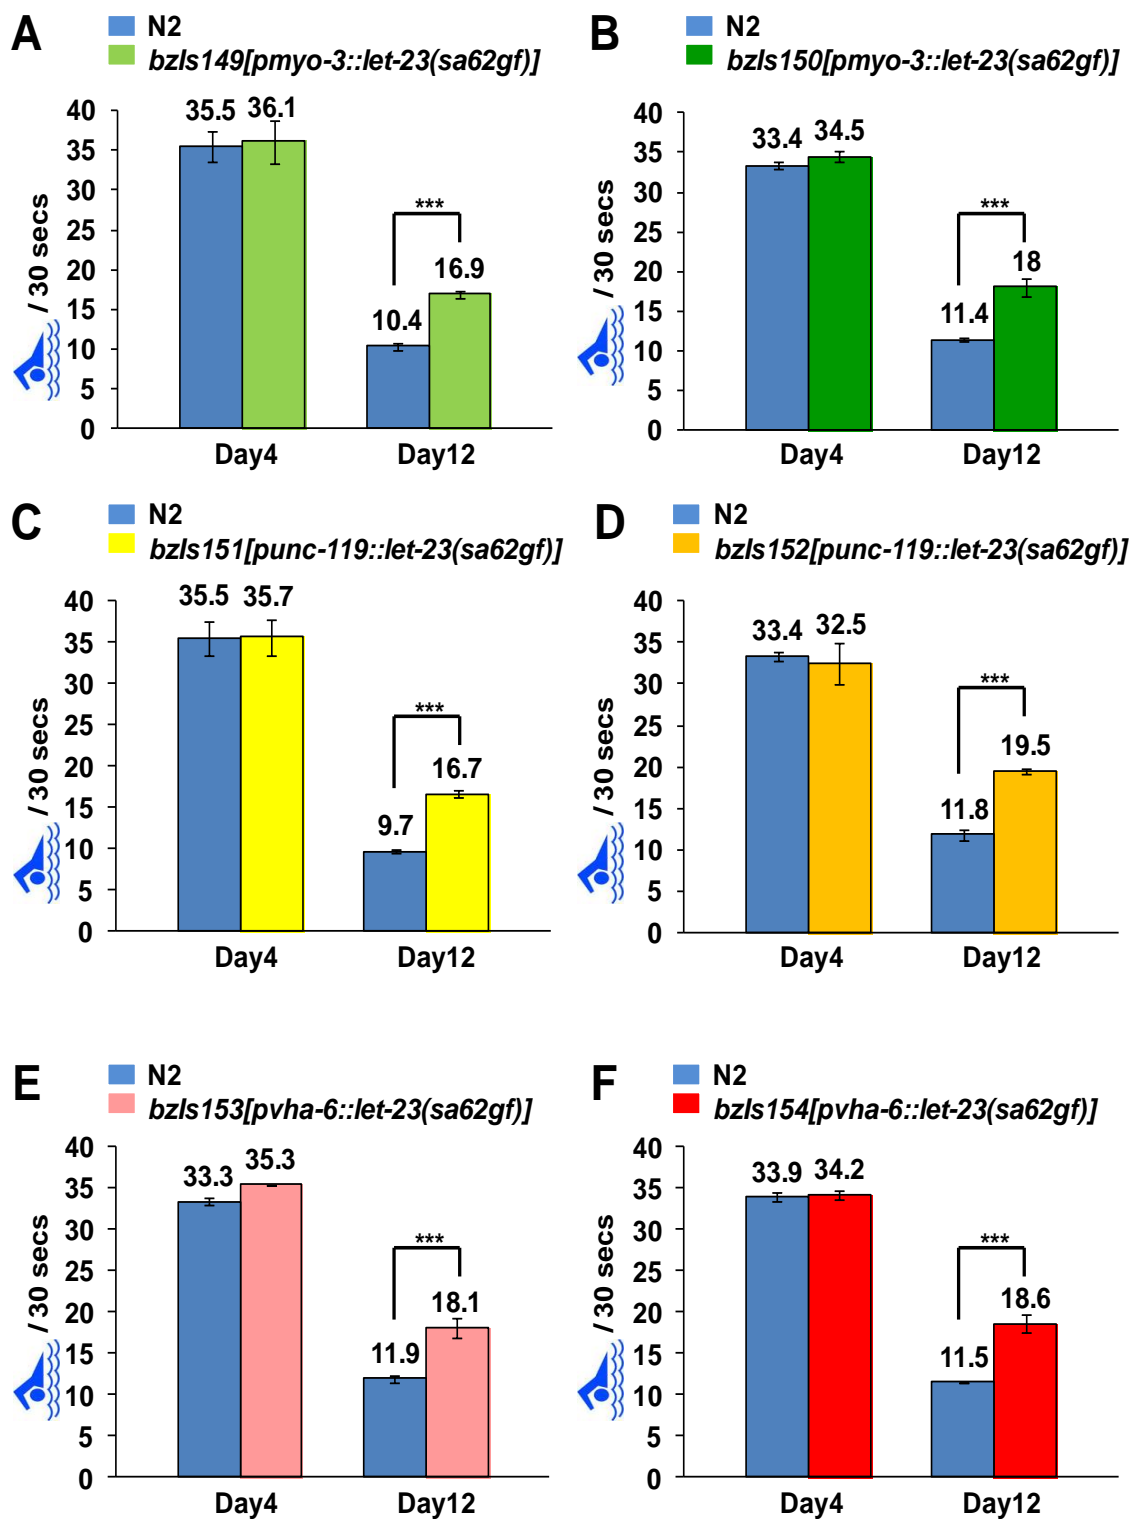 A
N2
bzIs149[pmyo-3::let-23(sa62gf)]
40
35
30
25
20
15
10
5
0
/ 30 secs
35.5 36.1
***
10.4
16.9
Day4 Day12
B
N2
bzIs150[pmyo-3::let-23(sa62gf)]
40
35
30
25
20
15
10
5
0
/ 30 secs
33.4 34.5
***
11.4
18
Day4 Day12
C
N2
bzIs151[punc-119::let-23(sa62gf)]
40
35
30
25
20
15
10
5
0
/ 30 secs
35.5 35.7
***
9.7
16.7
Day4 Day12
D
N2
bzIs152[punc-119::let-23(sa62gf)]
40
35
30
25
20
15
10
5
0
/ 30 secs
33.4 32.5
***
11.8
19.5
Day4 Day12
E
N2
bzIs153[pvha-6::let-23(sa62gf)]
40
35
30
25
20
15
10
5
0
/ 30 secs
33.3 35.3
***
11.9
18.1
Day4 Day12
F
N2
bzIs154[pvha-6::let-23(sa62gf)]
40
35
30
25
20
15
10
5
0
/ 30 secs
33.9 34.2
***
11.5
18.6
Day4 Day12